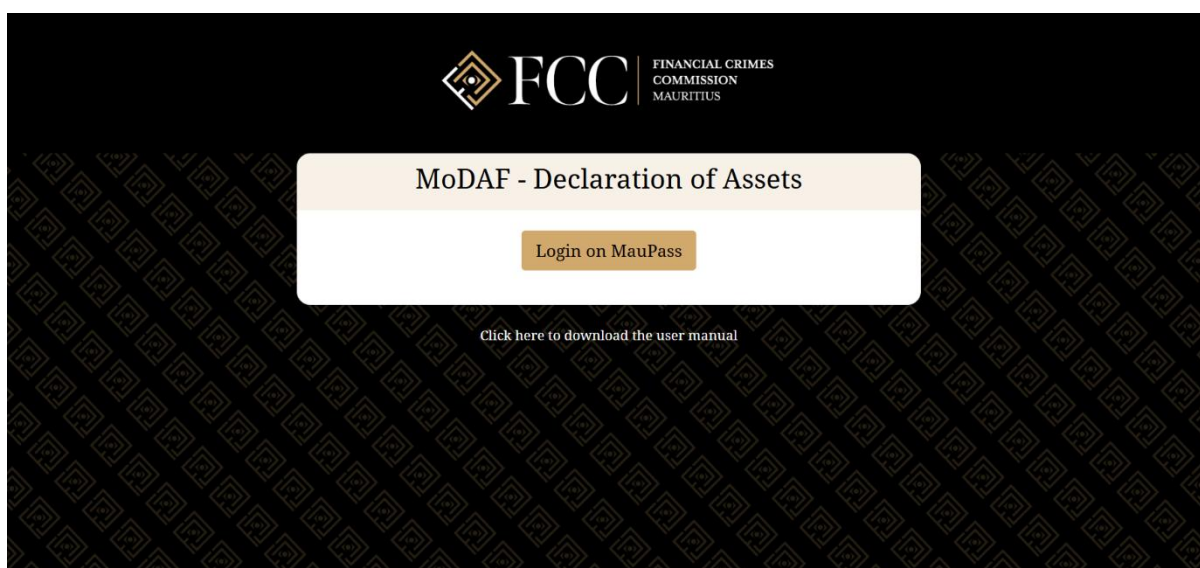 FCC
FINANCIAL CRIMES
COMMISSION
MAURITIUS
MoDAF - Declaration of Assets
Login on MauPass
Click here to download the user manual